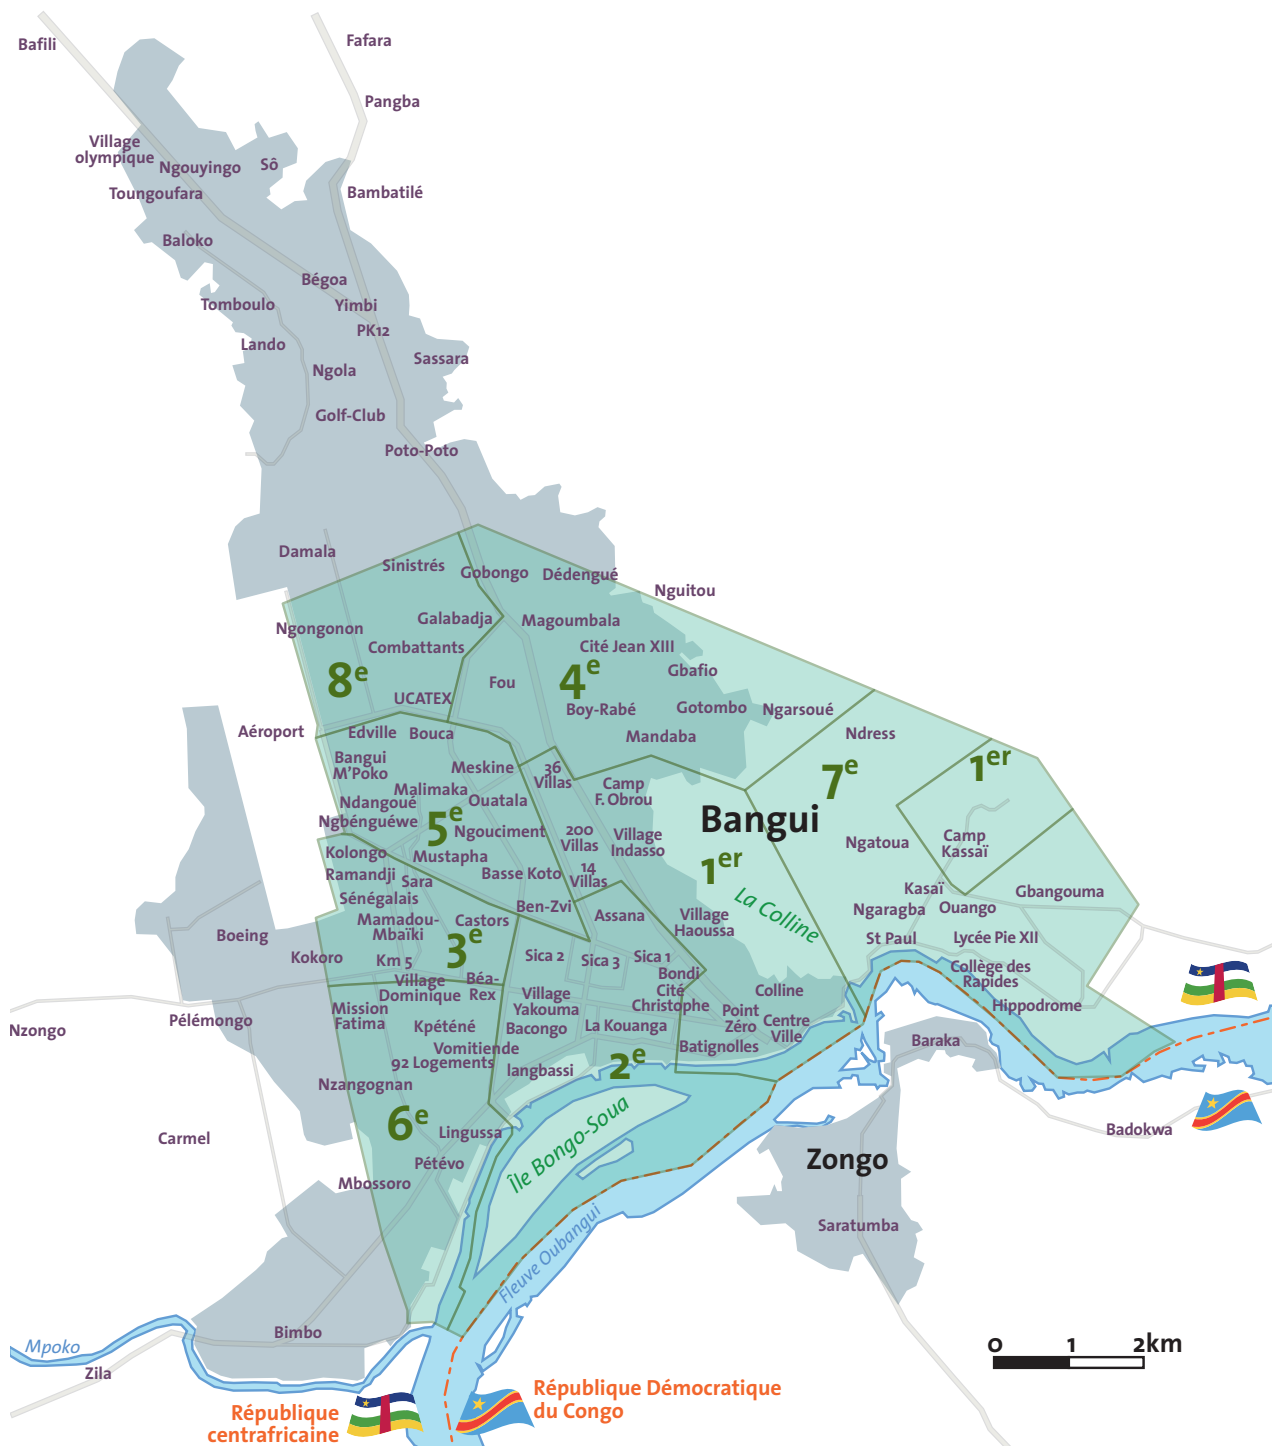 Bafili
Fafara
Pangba
Village
olympique
Ngouyingo
Sô
Toungoufara
Bambatilé
Baloko
Bégoa
Tomboulo
Yimbi
PK12
Lando
Sassara
Ngola
Golf-Club
Poto-Poto
Damala
Sinistrés
Gobongo
Dédengué
Nguitou
Ngongonon
Galabadja
Magoumbala
Combattants
Cité Jean XIII
8e
Fou
4e
Gbafio
UCATEX
Boy-Rabé
Gotombo
Ngarsoué
Aéroport
Edville
Bouca
Mandaba
Ndress
Bangui
M'Poko
Meskine
36
Villas
Camp
F. Obrou
7e
1er
Malimaka
Ndangoué
Ouatala
Ngbénguéwe
5e
Ngouciment
200
Villas
Village
Indasso
Bangui
Ngatoua
Camp
Kassaï
Kolongo
Mustapha
Ramandji
Sara
Basse Koto
14
Villas
1er
La Colline
Kasaï
Gbangouma
Sénégalais
Ben-Zvi
Assana
Village
Haoussa
Ngaragba
Ouango
Mamadou-
Mbaïki
Castors
3e
Boeing
St Paul
Lycée Pie XII
Kokoro
Km 5
Sica 2
Sica 3
Sica 1
Collège des
Rapides
Village
Dominique
Béa-
Rex
Bondi
Cité
Christophe
Colline
Hippodrome
Village
Yakouma
Mission
Fatima
Point
Zéro
Centre
Ville
Nzongo
Pélémongo
Kpéténé
Bacongo
La Kouanga
Batignolles
Baraka
Vomitiende
92 Logements
Iangbassi
2e
Nzangognan
6e
Île Bongo-Soua
Lingussa
Badokwa
Carmel
Pétévo
Zongo
Mbossoro
Saratumba
Fleuve Oubangui
Bimbo
Mpoko
Zila
0 1 2km
République
centrafricaine
République Démocratique
du Congo